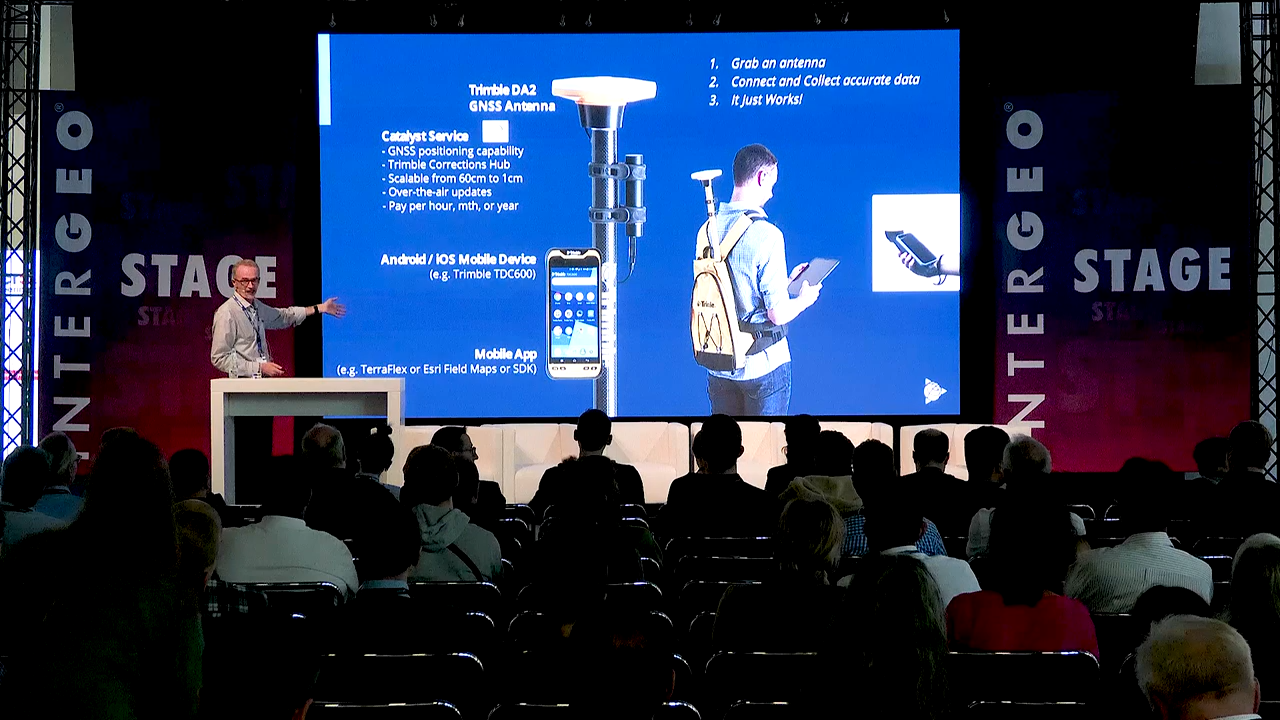 1. Grab an antenna
2. Connect and Collect accurate data
3. It Just Works!
Trimble DA2
GNSS Antenna
Catalyst Service
- GNSS positioning capability
- Trimble Corrections Hub
- Scalable from 60cm to 1cm
- Over-the-air updates
- Pay per hour, mth, or year
Android / iOS Mobile Device
(e.g. Trimble TDC600)
Mobile App
(e.g. TerraFlex or Esri Field Maps or SDK)
Trimble
INTERGEO®
STAGE
STAGE
INTERGEO®
STAGE
STAGE